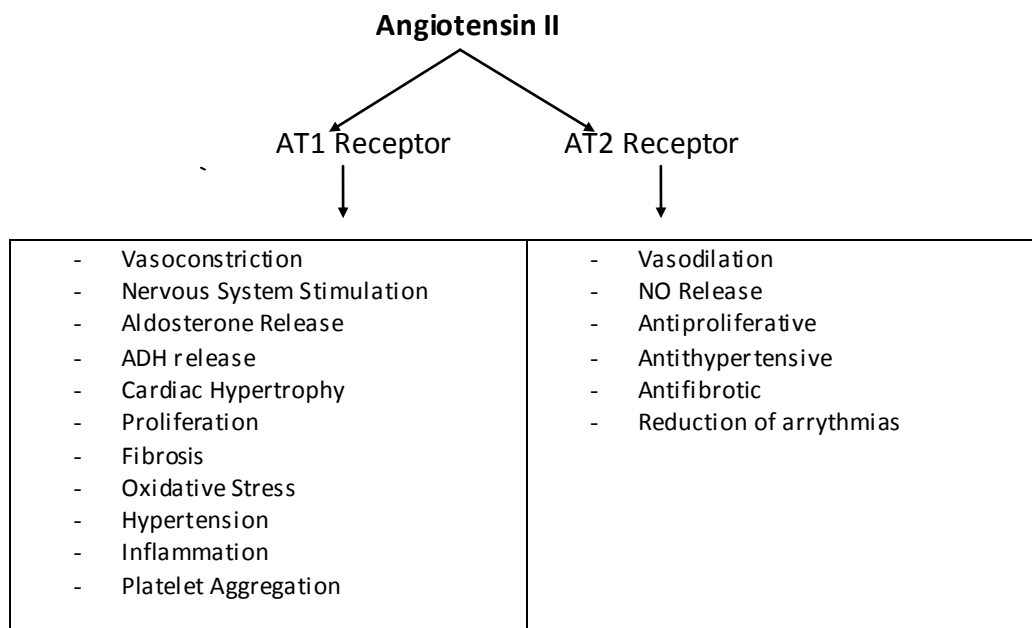 Angiotensin II
AT1 Receptor
AT2 Receptor
- Vasoconstriction
- Nervous System Stimulation
- Aldosterone Release
- ADH release
- Cardiac Hypertrophy
- Proliferation
- Fibrosis
- Oxidative Stress
- Hypertension
- Inflammation
- Platelet Aggregation
- Vasodilation
- NO Release
- Antiproliferative
- Antithypertensive
- Antifibrotic
- Reduction of arrythmias